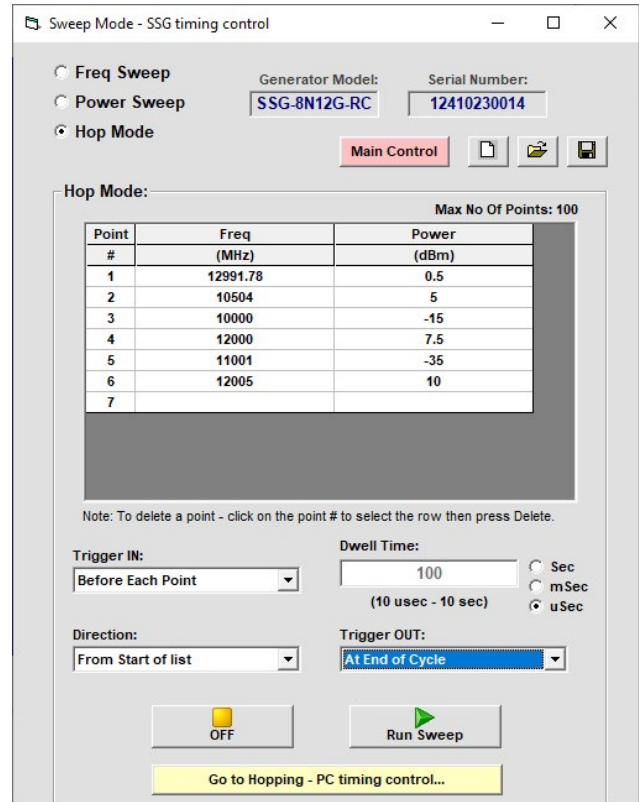 Sweep Mode - SSG timing control
Freq Sweep
Power Sweep
Hop Mode
Generator Model: Serial Number:
SSG-8N12G-RC 12410230014
Main Control
Hop Mode:
Max No Of Points: 100
Point Freq Power
# (MHz) (dBm)
1 12991.78 0.5
2 10504 5
3 10000 -15
4 12000 7.5
5 11001 -35
6 12005 10
7
Note: To delete a point - click on the point # to select the row then press Delete.
Trigger IN: Dwell Time:
Before Each Point 100 Sec
mSec
(10 usec - 10 sec) uSec
Direction: Trigger OUT:
From Start of list At End of Cycle
OFF Run Sweep
Go to Hopping - PC timing control...